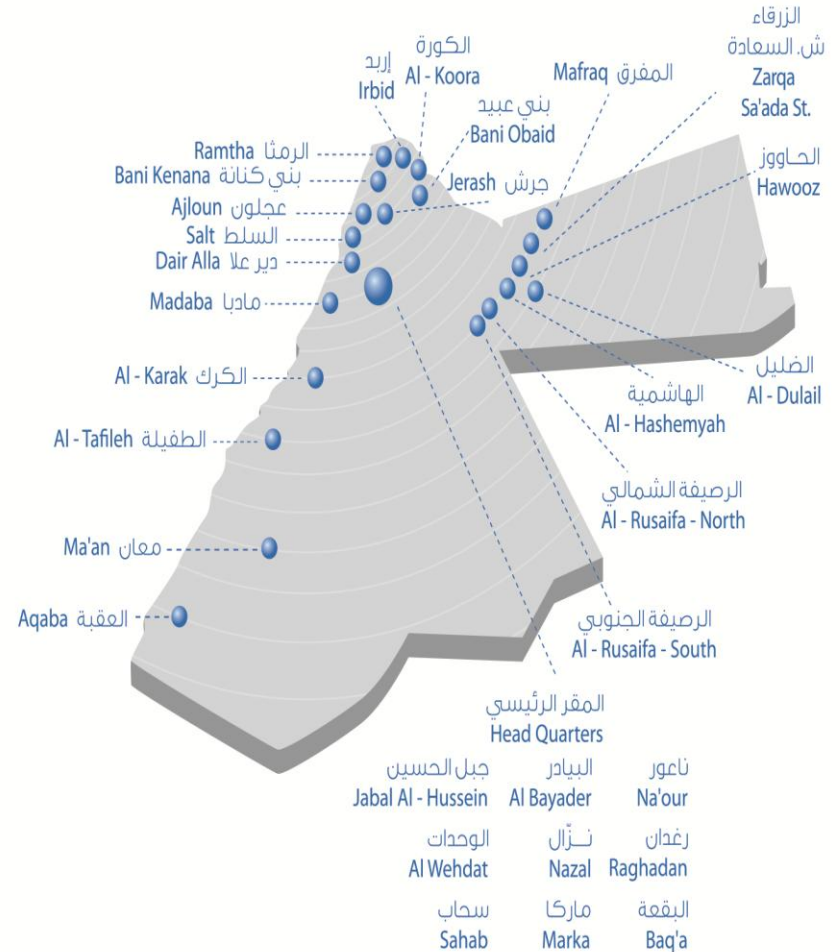 الزرقاء
ش. السعادة
Zarqa
Sa'ada St.
الكورة
Al - Koora
إربد
Irbid
Mafraq المفرق
بني عبيد
Bani Obaid
الحاووز
Hawooz
Ramtha الرمثا
Bani Kenana بني كنانة
Jerash جرش
Ajloun عجلون
Salt السلط
Dair Alla دير علا
Madaba مادبا
الضليل
Al - Dulail
Al - Karak الكرك
الهاشمية
Al - Hashemyah
Al - Tafileh الطفيلة
الرصيفة الشمالي
Al - Rusaifa - North
Ma'an معان
Aqaba العقبة
الرصيفة الجنوبي
Al - Rusaifa - South
المقر الرئيسي
Head Quarters
جبل الحسين البيادر ناعور
Jabal Al - Hussein Al Bayader Na'our
الوحدات نــزّال رغدان
Al Wehdat Nazal Raghadan
سحاب ماركا البقعة
Sahab Marka Baq'a